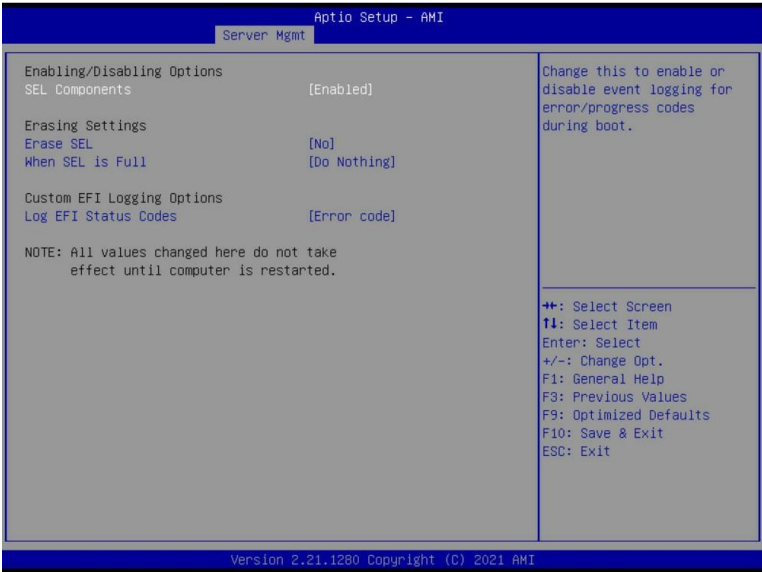 Aptio Setup – AMI
Server Mgmt
Enabling/Disabling Options
SEL Components [Enabled]
Erasing Settings
Erase SEL [No]
When SEL is Full [Do Nothing]
Custom EFI Logging Options
Log EFI Status Codes [Error code]
NOTE: All values changed here do not take
effect until computer is restarted.
Change this to enable or
disable event logging for
error/progress codes
during boot.
→←: Select Screen
↑↓: Select Item
Enter: Select
+/-: Change Opt.
F1: General Help
F3: Previous Values
F9: Optimized Defaults
F10: Save & Exit
ESC: Exit
Version 2.21.1280 Copyright (C) 2021 AMI